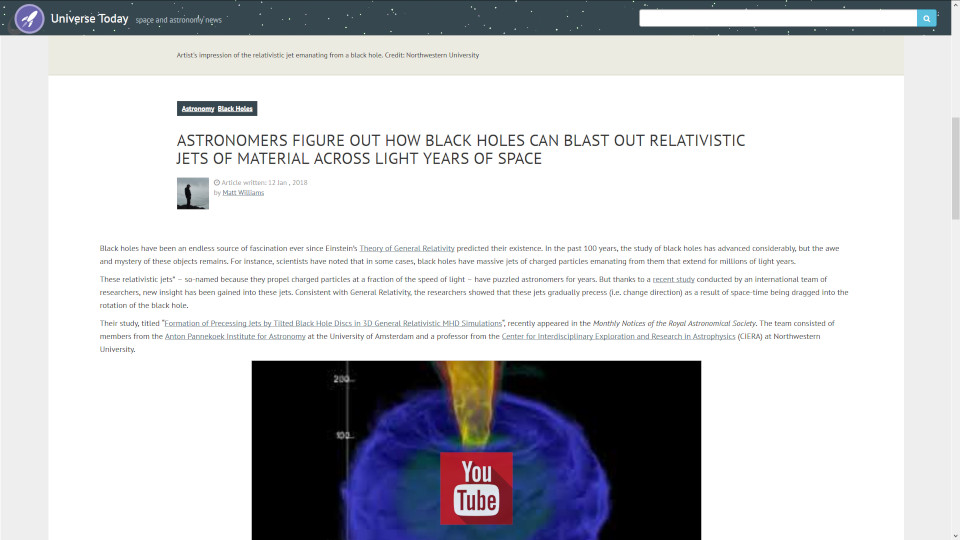 Universe Today space and astronomy news
Artist's impression of the relativistic jet emanating from a black hole. Credit: Northwestern University
Astronomy Black Holes
ASTRONOMERS FIGURE OUT HOW BLACK HOLES CAN BLAST OUT RELATIVISTIC
JETS OF MATERIAL ACROSS LIGHT YEARS OF SPACE
Article written: 12 Jan , 2018
by Matt Williams
Black holes have been an endless source of fascination ever since Einstein's Theory of General Relativity predicted their existence. In the past 100 years, the study of black holes has advanced considerably, but the awe
and mystery of these objects remains. For instance, scientists have noted that in some cases, black holes have massive jets of charged particles emanating from them that extend for millions of light years.
These relativistic jets" – so-named because they propel charged particles at a fraction of the speed of light – have puzzled astronomers for years. But thanks to a recent study conducted by an international team of
researchers, new insight has been gained into these jets. Consistent with General Relativity, the researchers showed that these jets gradually precess (i.e. change direction) as a result of space-time being dragged into the
rotation of the black hole.
Their study, titled "Formation of Precessing Jets by Tilted Black Hole Discs in 3D General Relativistic MHD Simulations", recently appeared in the Monthly Notices of the Royal Astronomical Society. The team consisted of
members from the Anton Pannekoek Institute for Astronomy at the University of Amsterdam and a professor from the Center for Interdisciplinary Exploration and Research in Astrophysics (CIERA) at Northwestern
University.
200
100
You
Tube